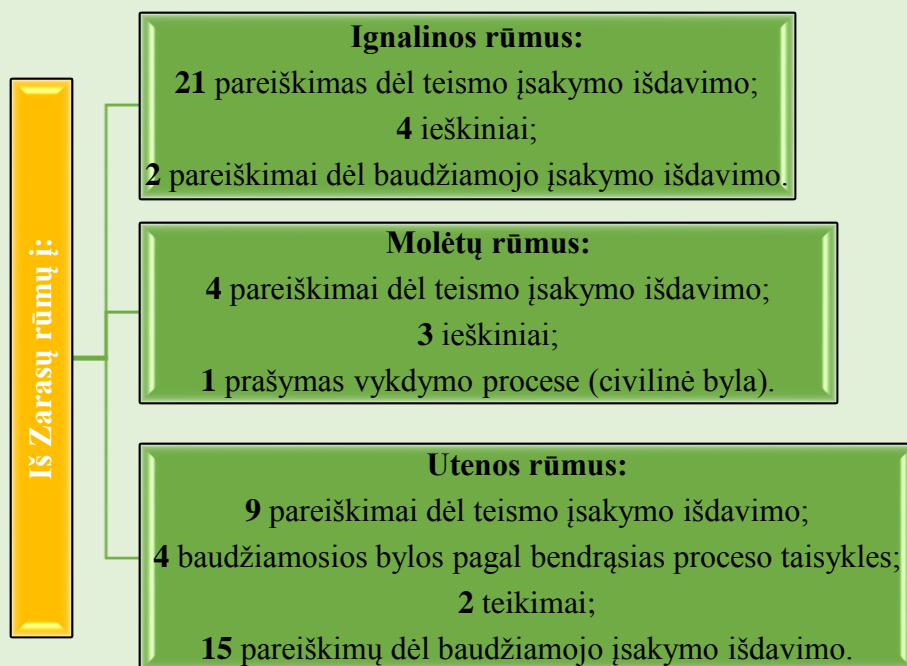 Iš Zarasų rūmų į:
Ignalinos rūmus:
21 pareiškimas dėl teismo įsakymo išdavimo;
4 ieškiniai;
2 pareiškimai dėl baudžiamojo įsakymo išdavimo.
Molėtų rūmus:
4 pareiškimai dėl teismo įsakymo išdavimo;
3 ieškiniai;
1 prašymas vykdymo procese (civilinė byla).
Utenos rūmus:
9 pareiškimai dėl teismo įsakymo išdavimo;
4 baudžiamosios bylos pagal bendrąsias proceso taisykles;
2 teikimai;
15 pareiškimų dėl baudžiamojo įsakymo išdavimo.